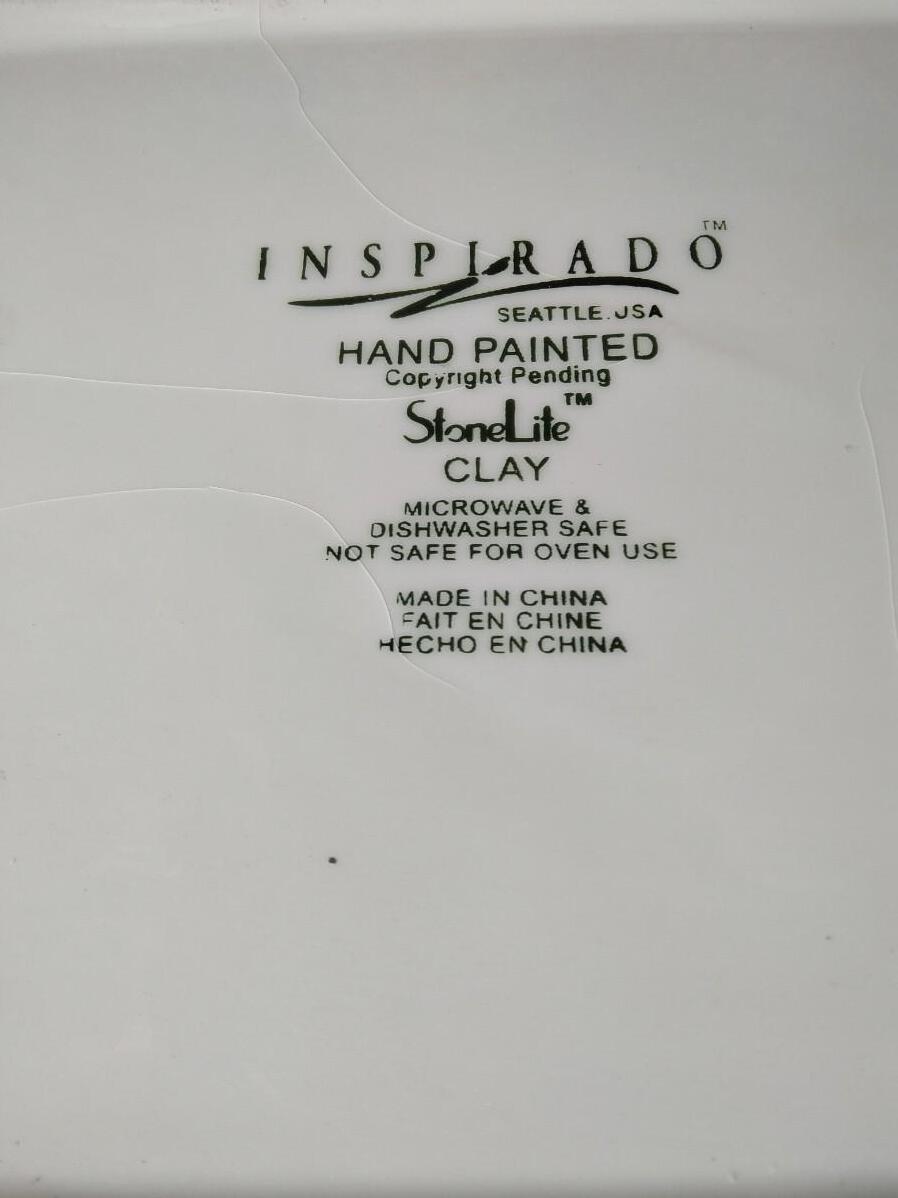 INSPIRADO™
SEATTLE.USA
HAND PAINTED
Copyright Pending
StoneLite™
CLAY
MICROWAVE &
DISHWASHER SAFE
NOT SAFE FOR OVEN USE
MADE IN CHINA
FAIT EN CHINE
HECHO EN CHINA